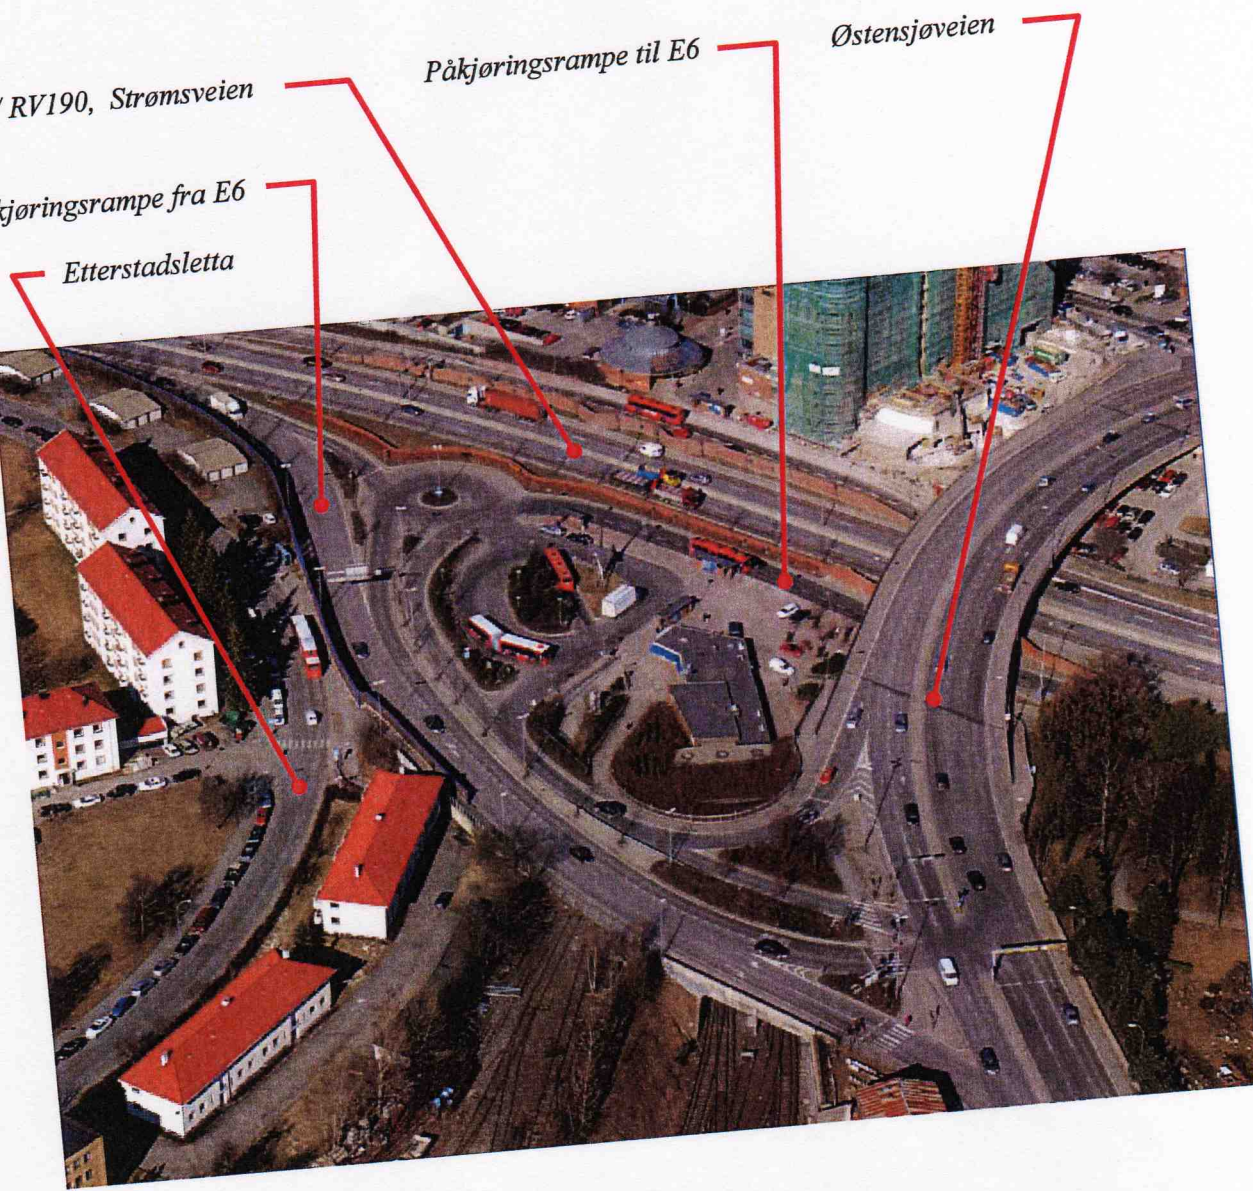 Østensjøveien
Påkjøringsrampe til E6
/ RV190, Strømsveien
kjøringsrampe fra E6
Etterstadsletta